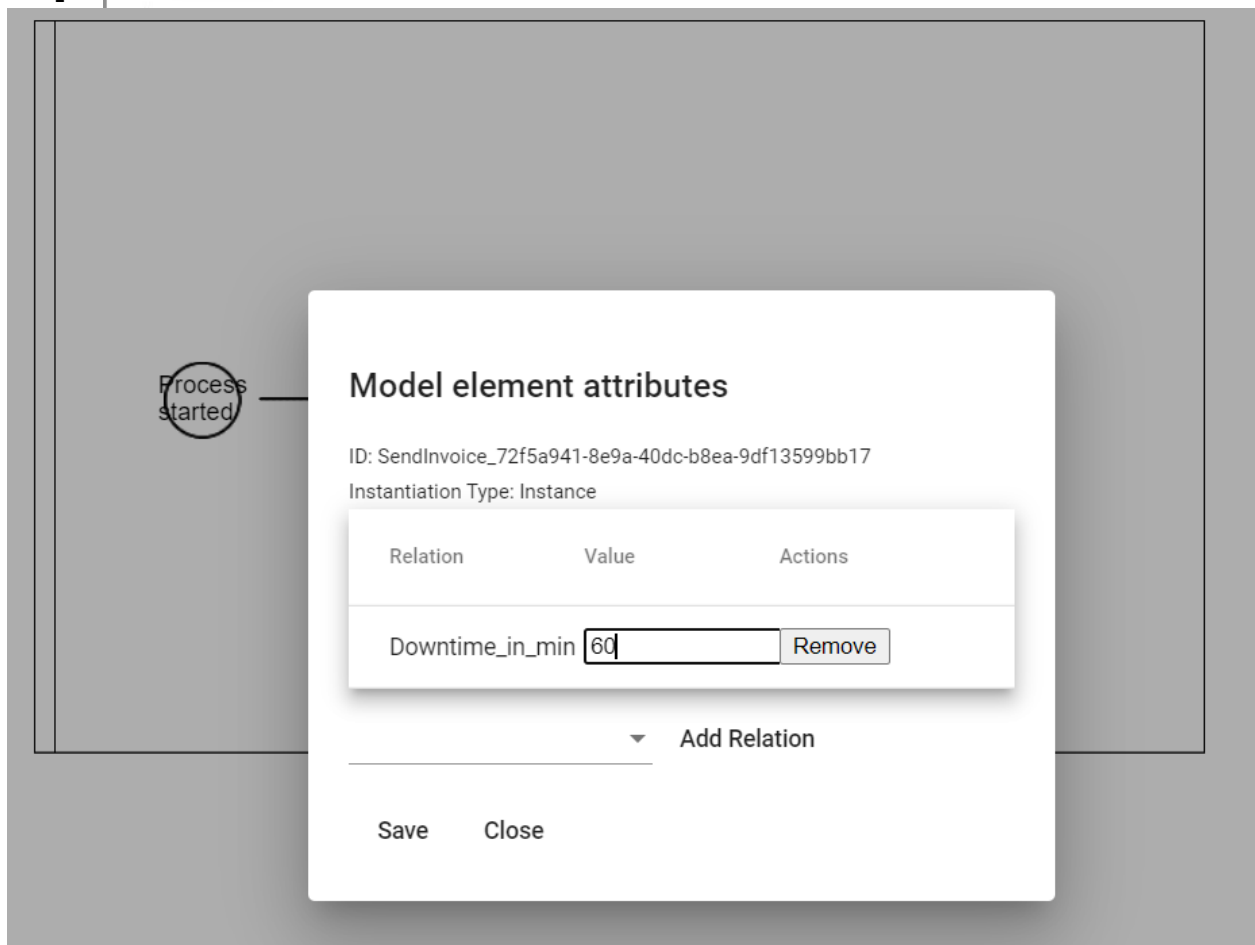 Process
started
Model element attributes
ID: SendInvoice_72f5a941-8e9a-40dc-b8ea-9df13599bb17
Instantiation Type: Instance
Relation Value Actions
Downtime_in_min 60 Remove
Add Relation
Save Close